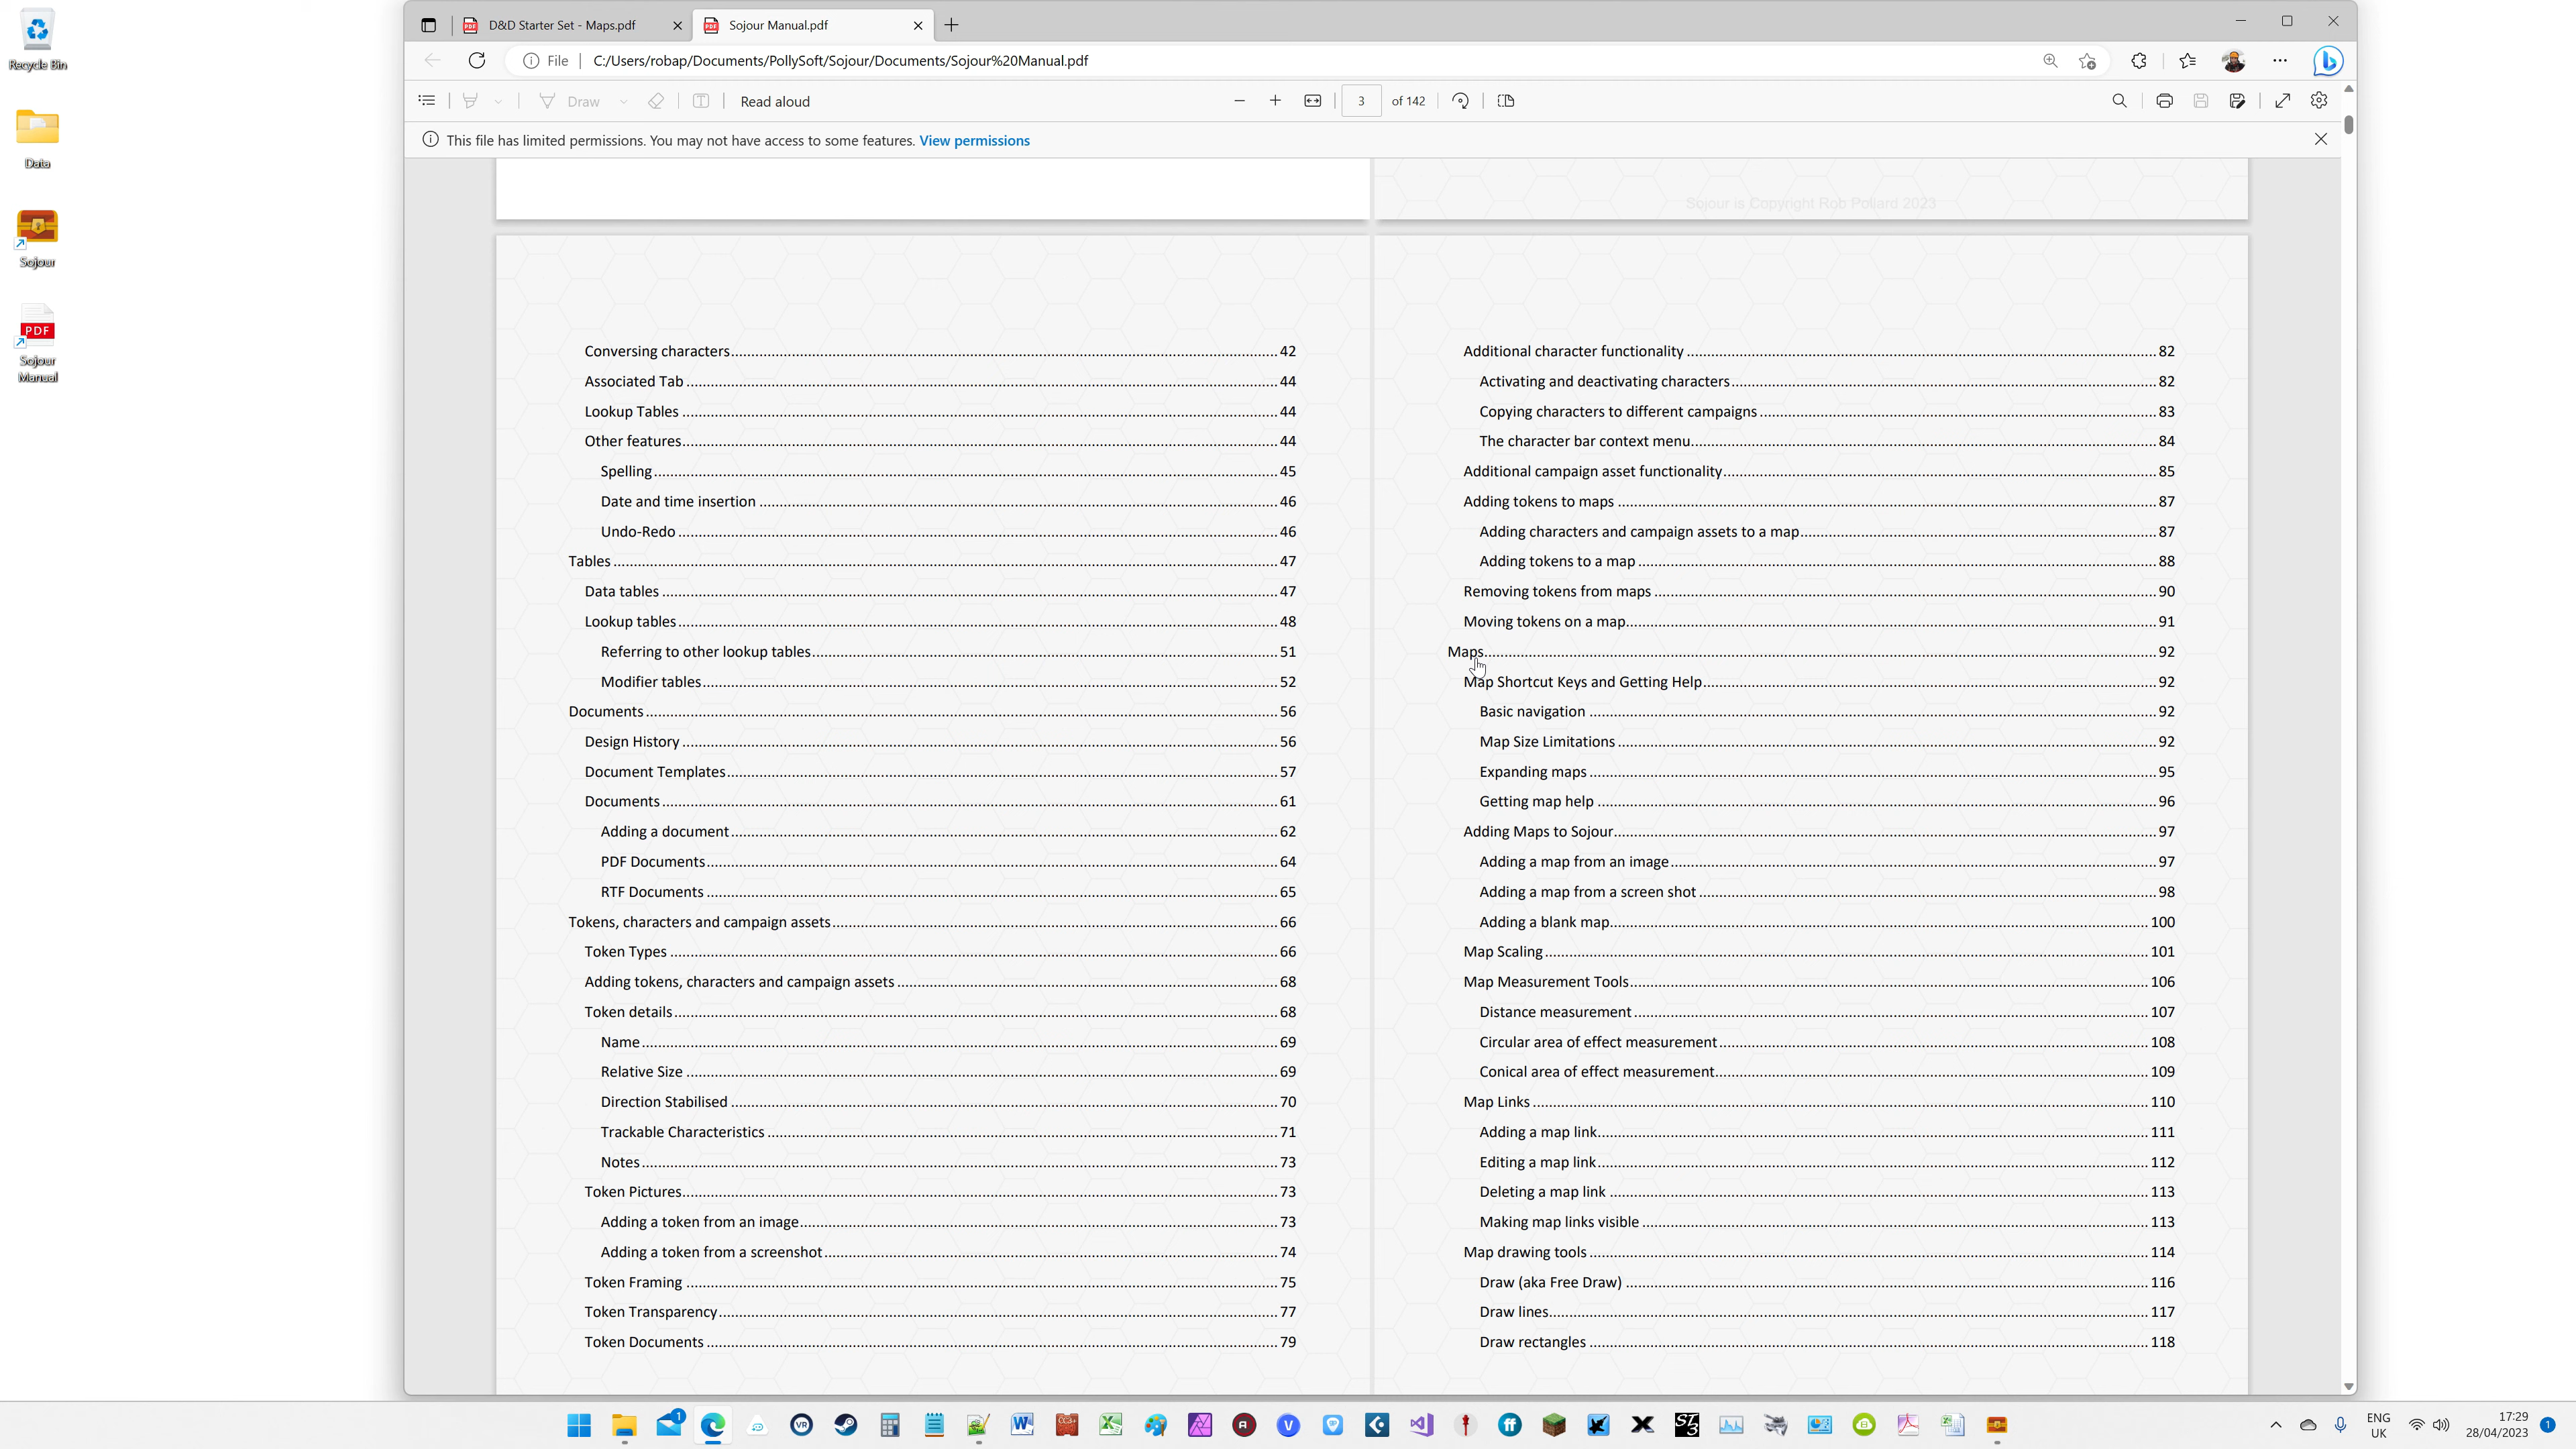 Recycle Bin
Data
Sojour
Sojour
Manual
D&D Starter Set - Maps.pdf
Sojour Manual.pdf
File
C:/Users/robap/Documents/PollySoft/Sojour/Documents/Sojour%20Manual.pdf
Draw
Read aloud
3 of 142
This file has limited permissions. You may not have access to some features. View permissions
Sojour is Copyright Rob Pollard 2023
Conversing characters 42
Associated Tab 44
Lookup Tables 44
Other features 44
Spelling 45
Date and time insertion 46
Undo-Redo 46
Tables 47
Data tables 47
Lookup tables 48
Referring to other lookup tables 51
Modifier tables 52
Documents 56
Design History 56
Document Templates 57
Documents 61
Adding a document 62
PDF Documents 64
RTF Documents 65
Tokens, characters and campaign assets 66
Token Types 66
Adding tokens, characters and campaign assets 68
Token details 68
Name 69
Relative Size 69
Direction Stabilised 70
Trackable Characteristics 71
Notes 73
Token Pictures 73
Adding a token from an image 73
Adding a token from a screenshot 74
Token Framing 75
Token Transparency 77
Token Documents 79
Additional character functionality 82
Activating and deactivating characters 82
Copying characters to different campaigns 83
The character bar context menu 84
Additional campaign asset functionality 85
Adding tokens to maps 87
Adding characters and campaign assets to a map 87
Adding tokens to a map 88
Removing tokens from maps 90
Moving tokens on a map 91
Maps 92
Map Shortcut Keys and Getting Help 92
Basic navigation 92
Map Size Limitations 92
Expanding maps 95
Getting map help 96
Adding Maps to Sojour 97
Adding a map from an image 97
Adding a map from a screen shot 98
Adding a blank map 100
Map Scaling 101
Map Measurement Tools 106
Distance measurement 107
Circular area of effect measurement 108
Conical area of effect measurement 109
Map Links 110
Adding a map link 111
Editing a map link 112
Deleting a map link 113
Making map links visible 113
Map drawing tools 114
Draw (aka Free Draw) 116
Draw lines 117
Draw rectangles 118
ENG
UK
17:29
28/04/2023
1